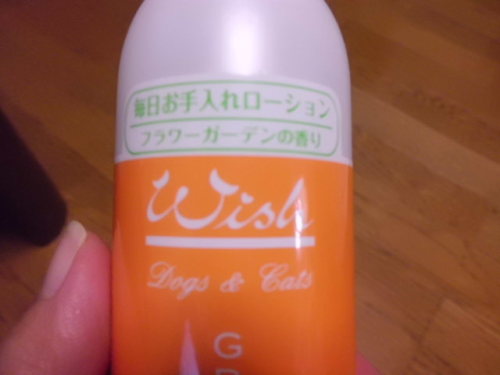 毎日お手入れローション
フラワーガーデンの香り
Wish
Dogs & Cats
G